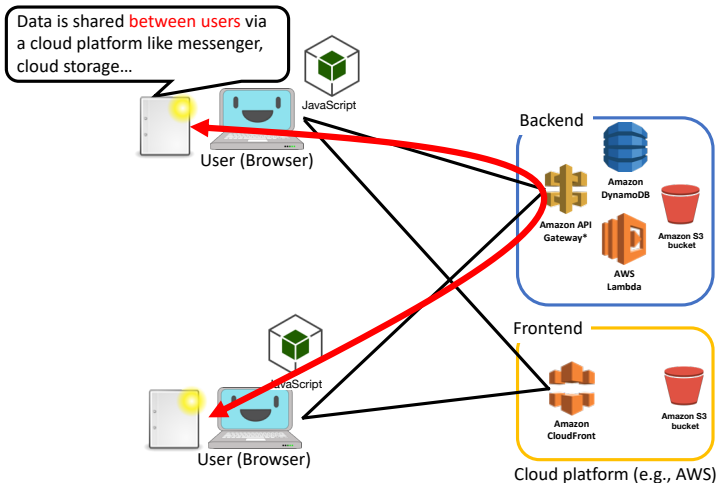 Data is shared between users via
a cloud platform like messenger,
cloud storage…
JavaScript
User (Browser)
Backend
Amazon
DynamoDB
Amazon API
Gateway*
Amazon S3
bucket
AWS
Lambda
JavaScript
User (Browser)
Frontend
Amazon
CloudFront
Amazon S3
bucket
Cloud platform (e.g., AWS)